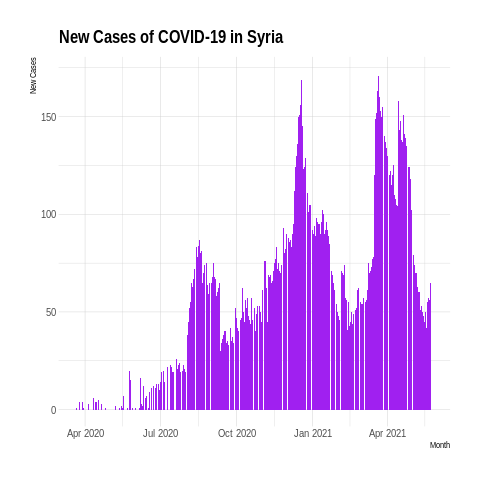 New Cases of COVID-19 in Syria
New Cases
150
100
50
0
Apr 2020 Jul 2020 Oct 2020 Jan 2021 Apr 2021
Month